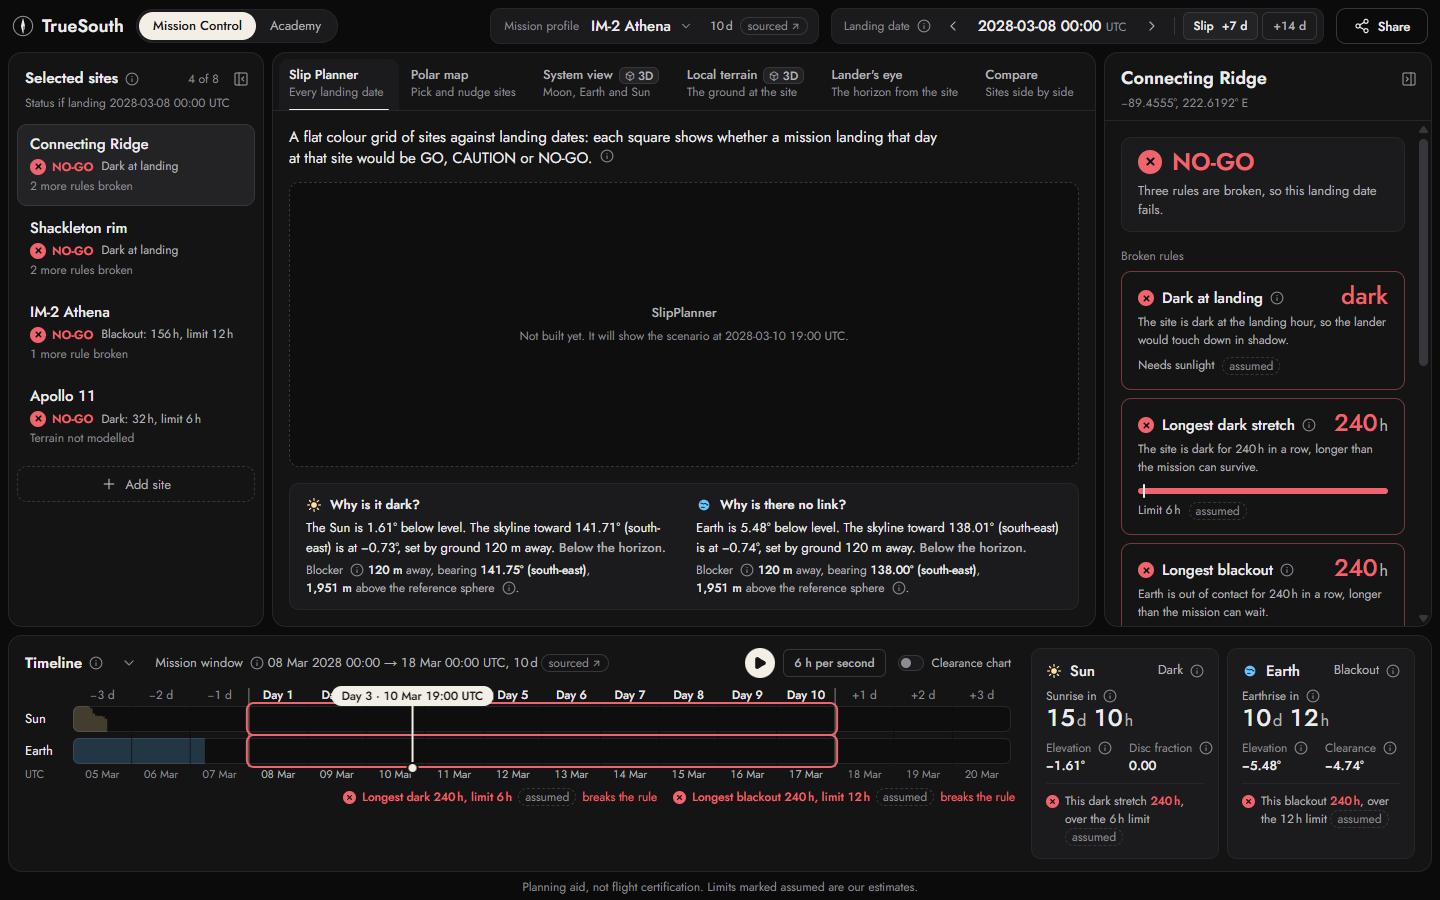 TrueSouth
Mission Control
Academy
Mission profile IM-2 Athena 10 d sourced ↗
Landing date 2028-03-08 00:00 UTC
Slip +7 d
+14 d
Share
Selected sites 4 of 8
Status if landing 2028-03-08 00:00 UTC
Connecting Ridge
NO-GO Dark at landing
2 more rules broken
Shackleton rim
NO-GO Dark at landing
2 more rules broken
IM-2 Athena
NO-GO Blackout: 156 h, limit 12 h
1 more rule broken
Apollo 11
NO-GO Dark: 32 h, limit 6 h
Terrain not modelled
+ Add site
Slip Planner
Every landing date
Polar map
Pick and nudge sites
System view 3D
Moon, Earth and Sun
Local terrain 3D
The ground at the site
Lander's eye
The horizon from the site
Compare
Sites side by side
A flat colour grid of sites against landing dates: each square shows whether a mission landing that day
at that site would be GO, CAUTION or NO-GO.
SlipPlanner
Not built yet. It will show the scenario at 2028-03-10 19:00 UTC.
Why is it dark?
The Sun is 1.61° below level. The skyline toward 141.71° (south-
east) is at −0.73°, set by ground 120 m away. Below the horizon.
Blocker 120 m away, bearing 141.75° (south-east),
1,951 m above the reference sphere .
Why is there no link?
Earth is 5.48° below level. The skyline toward 138.01° (south-east)
is at −0.74°, set by ground 120 m away. Below the horizon.
Blocker 120 m away, bearing 138.00° (south-east),
1,951 m above the reference sphere .
Connecting Ridge
−89.4555°, 222.6192° E
NO-GO
Three rules are broken, so this landing date
fails.
Broken rules
Dark at landing dark
The site is dark at the landing hour, so the lander
would touch down in shadow.
Needs sunlight assumed
Longest dark stretch 240 h
The site is dark for 240 h in a row, longer than
the mission can survive.
Limit 6 h assumed
Longest blackout 240 h
Earth is out of contact for 240 h in a row, longer
than the mission can wait.
Timeline
Mission window 08 Mar 2028 00:00 → 18 Mar 00:00 UTC, 10 d sourced ↗
6 h per second
Clearance chart
−3 d −2 d −1 d Day 1 Da Day 3 · 10 Mar 19:00 UTC Day 5 Day 6 Day 7 Day 8 Day 9 Day 10 +1 d +2 d +3 d
Sun
Earth
UTC 05 Mar 06 Mar 07 Mar 08 Mar 09 Mar 10 Mar 11 Mar 12 Mar 13 Mar 14 Mar 15 Mar 16 Mar 17 Mar 18 Mar 19 Mar 20 Mar
Longest dark 240 h, limit 6 h assumed breaks the rule
Longest blackout 240 h, limit 12 h assumed breaks the rule
Sun Dark
Sunrise in
15 d 10 h
Elevation Disc fraction
−1.61° 0.00
This dark stretch 240 h,
over the 6 h limit
assumed
Earth Blackout
Earthrise in
10 d 12 h
Elevation Clearance
−5.48° −4.74°
This blackout 240 h, over
the 12 h limit assumed
Planning aid, not flight certification. Limits marked assumed are our estimates.